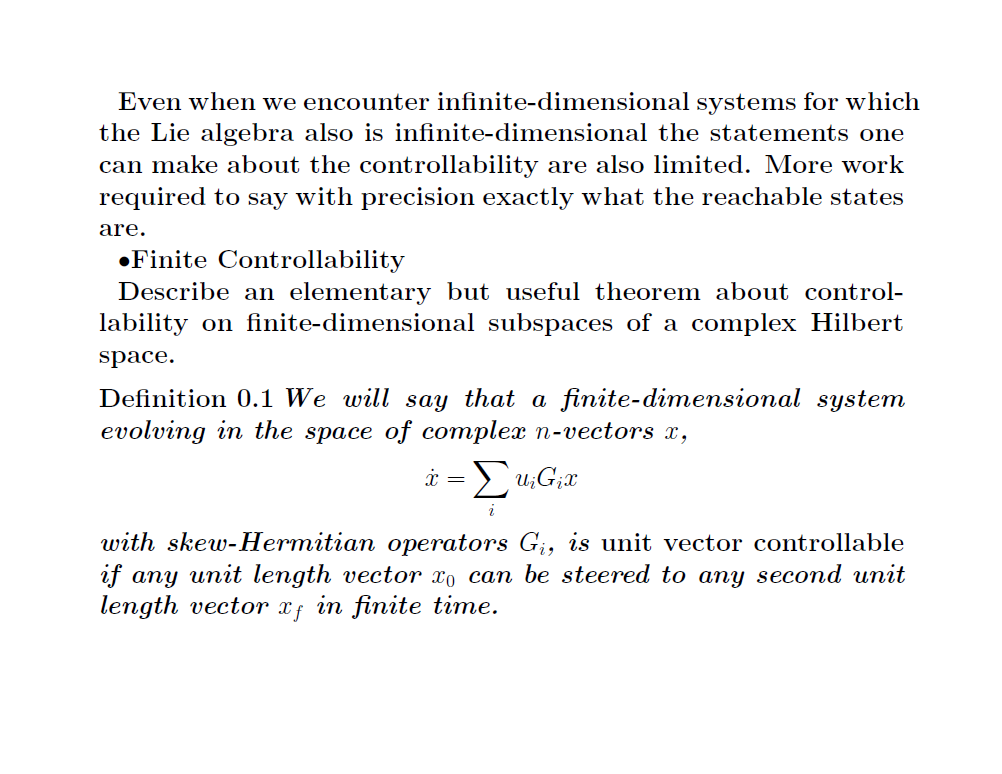 Even when we encounter infinite-dimensional systems for which
the Lie algebra also is infinite-dimensional the statements one
can make about the controllability are also limited. More work
required to say with precision exactly what the reachable states
are.
•Finite Controllability
Describe an elementary but useful theorem about control-
lability on finite-dimensional subspaces of a complex Hilbert
space.
Definition 0.1 We will say that a finite-dimensional system
evolving in the space of complex n-vectors x,
ẋ = ∑_i u_i G_i x
with skew-Hermitian operators G_i, is unit vector controllable
if any unit length vector x_0 can be steered to any second unit
length vector x_f in finite time.